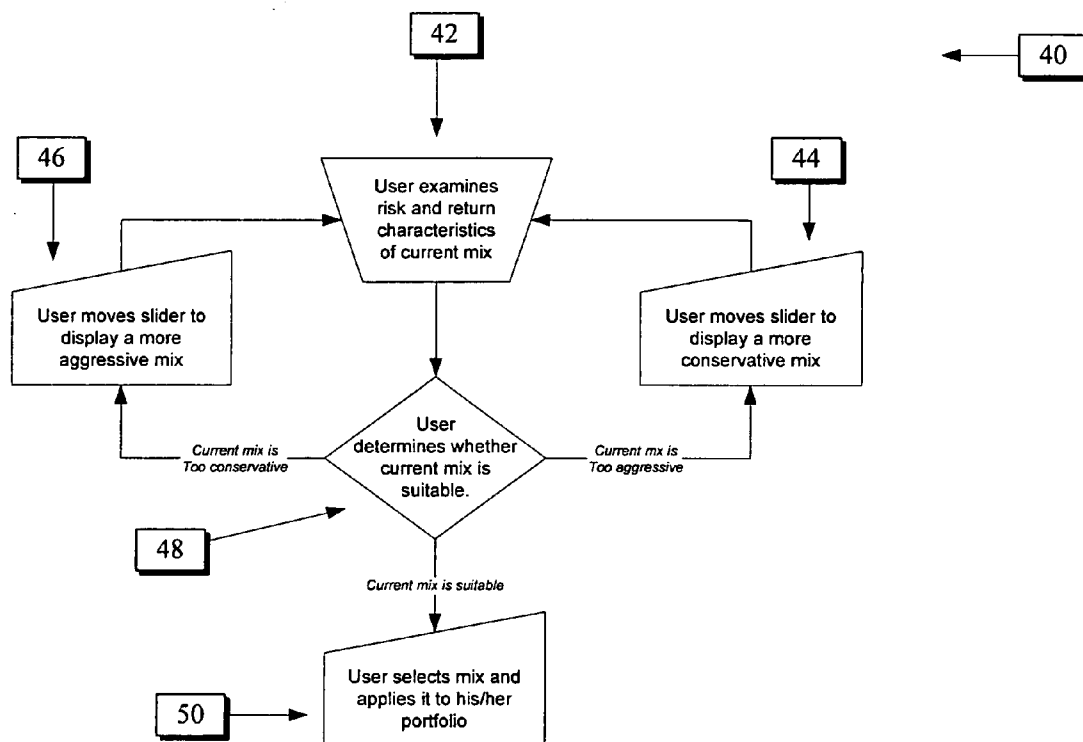 42
40
46
44
User examines
risk and return
characteristics
of current mix
User moves slider to
display a more
aggressive mix
User moves slider to
display a more
conservative mix
User
determines whether
current mix is
suitable.
Current mix is
Too conservative
Current mx is
Too aggressive
48
Current mix is suitable
User selects mix and
applies it to his/her
portfolio
50